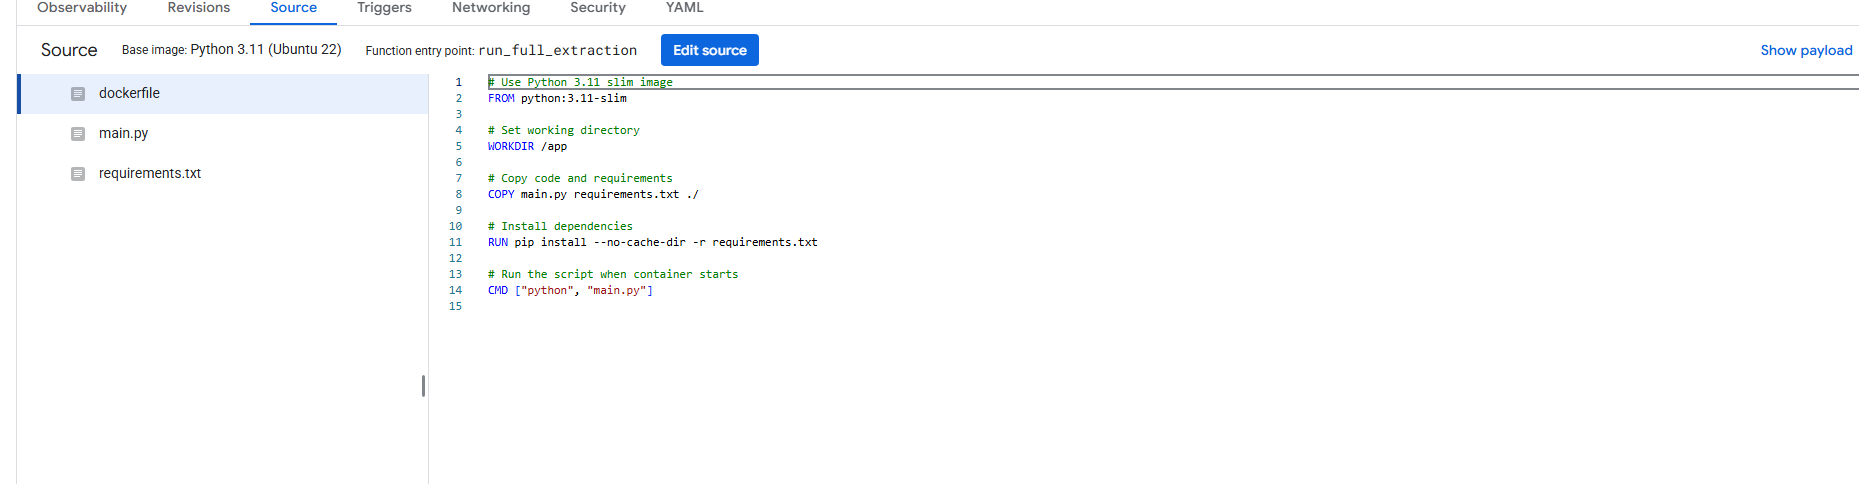 Observability Revisions Source Triggers Networking Security YAML
Source Base image: Python 3.11 (Ubuntu 22) Function entry point: run_full_extraction Edit source Show payload
dockerfile
main.py
requirements.txt
1 # Use Python 3.11 slim image
2 FROM python:3.11-slim
3
4 # Set working directory
5 WORKDIR /app
6
7 # Copy code and requirements
8 COPY main.py requirements.txt ./
9
10 # Install dependencies
11 RUN pip install --no-cache-dir -r requirements.txt
12
13 # Run the script when container starts
14 CMD ["python", "main.py"]
15